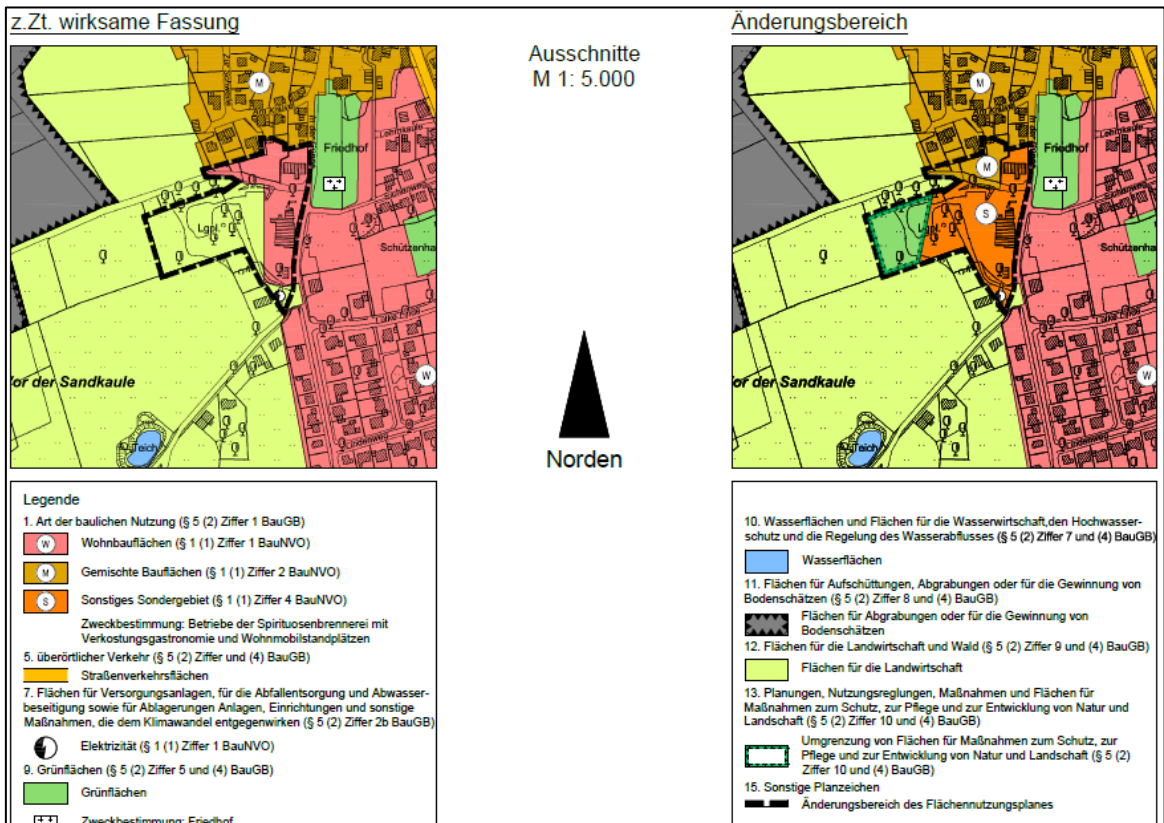 z.Zt. wirksame Fassung
Ausschnitte
M 1: 5.000
Änderungsbereich
M
Friedhof
Lehmkaule
Lgpl.
Schützenha
W
Vor der Sandkaule
Teich
Lindenweg
Norden
M
Friedhof
Lehmkaule
M
Lgpl.
S
Schützenha
W
Vor der Sandkaule
Teich
Lindenweg
Legende
1. Art der baulichen Nutzung (§ 5 (2) Ziffer 1 BauGB)
W Wohnbauflächen (§ 1 (1) Ziffer 1 BauNVO)
M Gemischte Bauflächen (§ 1 (1) Ziffer 2 BauNVO)
S Sonstiges Sondergebiet (§ 1 (1) Ziffer 4 BauNVO)
Zweckbestimmung: Betriebe der Spirituosenbrennerei mit
Verkostungsgastronomie und Wohnmobilstandplätzen
5. überörtlicher Verkehr (§ 5 (2) Ziffer und (4) BauGB)
Straßenverkehrsflächen
7. Flächen für Versorgungsanlagen, für die Abfallentsorgung und Abwasser-
beseitigung sowie für Ablagerungen Anlagen, Einrichtungen und sonstige
Maßnahmen, die dem Klimawandel entgegenwirken (§ 5 (2) Ziffer 2b BauGB)
Elektrizität (§ 1 (1) Ziffer 1 BauNVO)
9. Grünflächen (§ 5 (2) Ziffer 5 und (4) BauGB)
Grünflächen
Zweckbestimmung: Friedhof
10. Wasserflächen und Flächen für die Wasserwirtschaft,den Hochwasser-
schutz und die Regelung des Wasserabflusses (§ 5 (2) Ziffer 7 und (4) BauGB)
Wasserflächen
11. Flächen für Aufschüttungen, Abgrabungen oder für die Gewinnung von
Bodenschätzen (§ 5 (2) Ziffer 8 und (4) BauGB)
Flächen für Abgrabungen oder für die Gewinnung von
Bodenschätzen
12. Flächen für die Landwirtschaft und Wald (§ 5 (2) Ziffer 9 und (4) BauGB)
Flächen für die Landwirtschaft
13. Planungen, Nutzungsreglungen, Maßnahmen und Flächen für
Maßnahmen zum Schutz, zur Pflege und zur Entwicklung von Natur und
Landschaft (§ 5 (2) Ziffer 10 und (4) BauGB)
Umgrenzung von Flächen für Maßnahmen zum Schutz, zur
Pflege und zur Entwicklung von Natur und Landschaft (§ 5 (2)
Ziffer 10 und (4) BauGB)
15. Sonstige Planzeichen
Änderungsbereich des Flächennutzungsplanes